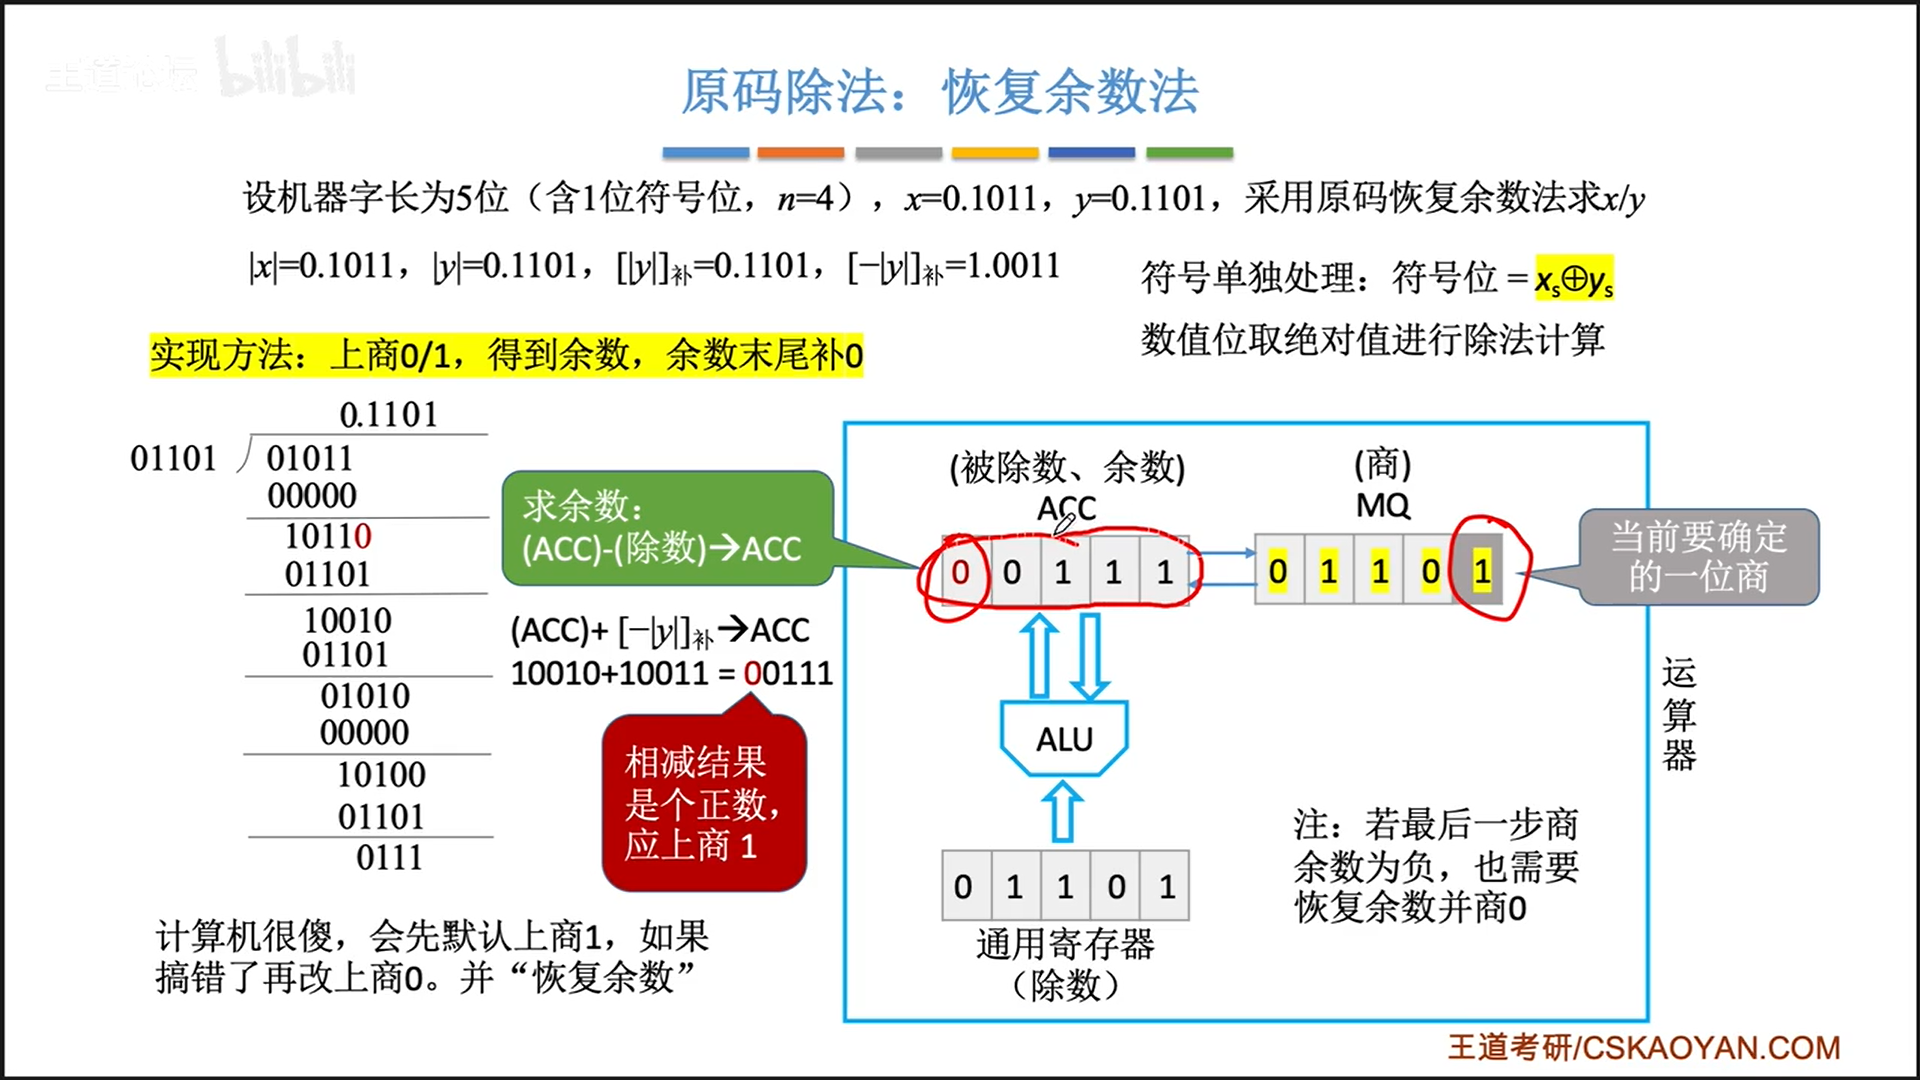 王道论坛 bilibili
原码除法：恢复余数法
设机器字长为5位（含1位符号位，n=4），x=0.1011，y=0.1101，采用原码恢复余数法求x/y
|x|=0.1011，|y|=0.1101，[|y|]补=0.1101，[−|y|]补=1.0011
符号单独处理：符号位 = xs⊕ys
数值位取绝对值进行除法计算
实现方法：上商0/1，得到余数，余数末尾补0
0.1101
01101
01011
00000
10110
01101
10010
01101
01010
00000
10100
01101
0111
求余数：
(ACC)-(除数)→ACC
(ACC)+ [−|y|]补→ACC
10010+10011 = 00111
相减结果
是个正数，
应上商 1
计算机很傻，会先默认上商1，如果
搞错了再改上商0。并“恢复余数”
(被除数、余数)
ACC
0 0 1 1 1
(商)
MQ
0 1 1 0 1
当前要确定
的一位商
ALU
0 1 1 0 1
通用寄存器
（除数）
运
算
器
注：若最后一步商
余数为负，也需要
恢复余数并商0
王道考研/CSKAOYAN.COM